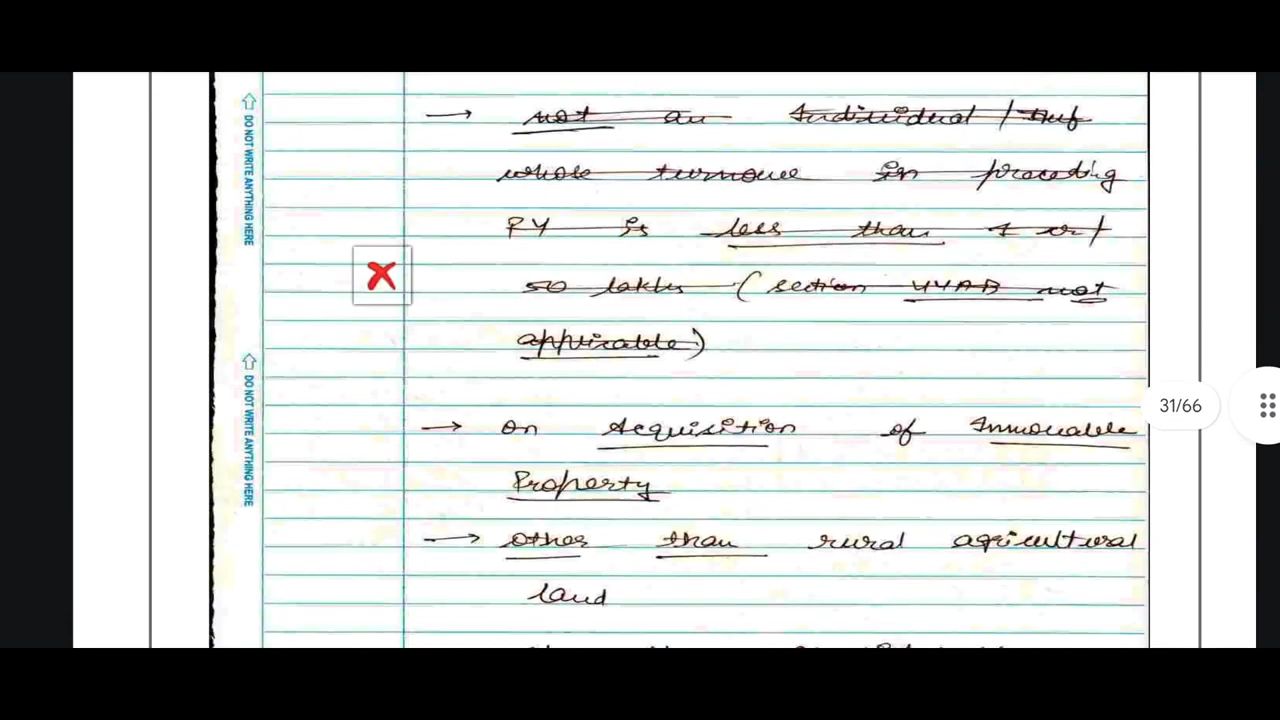 → not an Individual / Huf
whose turnover in preceding
FY is less than 1 cr/
50 lakhs (section 44AB not
applicable)
→ on Acquisition of Immovable
Property
→ other than rural agricultural
land
DO NOT WRITE ANYTHING HERE
DO NOT WRITE ANYTHING HERE
31/66